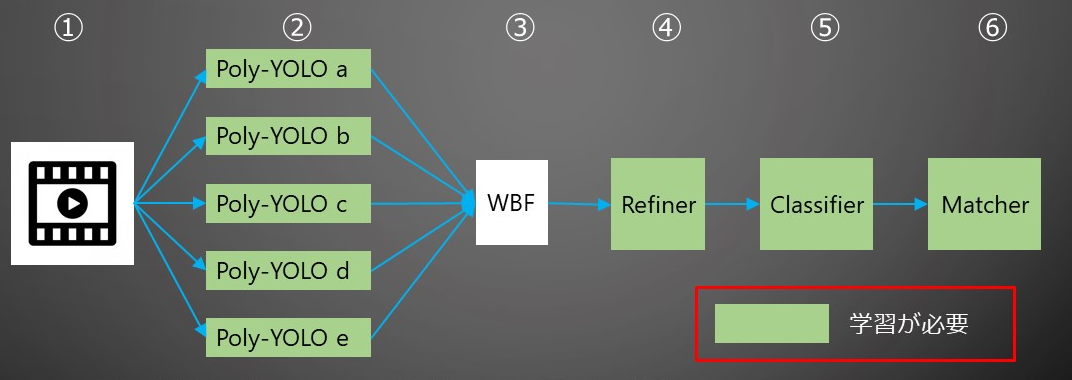 ① ② ③ ④ ⑤ ⑥
Poly-YOLO a
Poly-YOLO b
Poly-YOLO c
Poly-YOLO d
Poly-YOLO e
WBF
Refiner
Classifier
Matcher
学習が必要